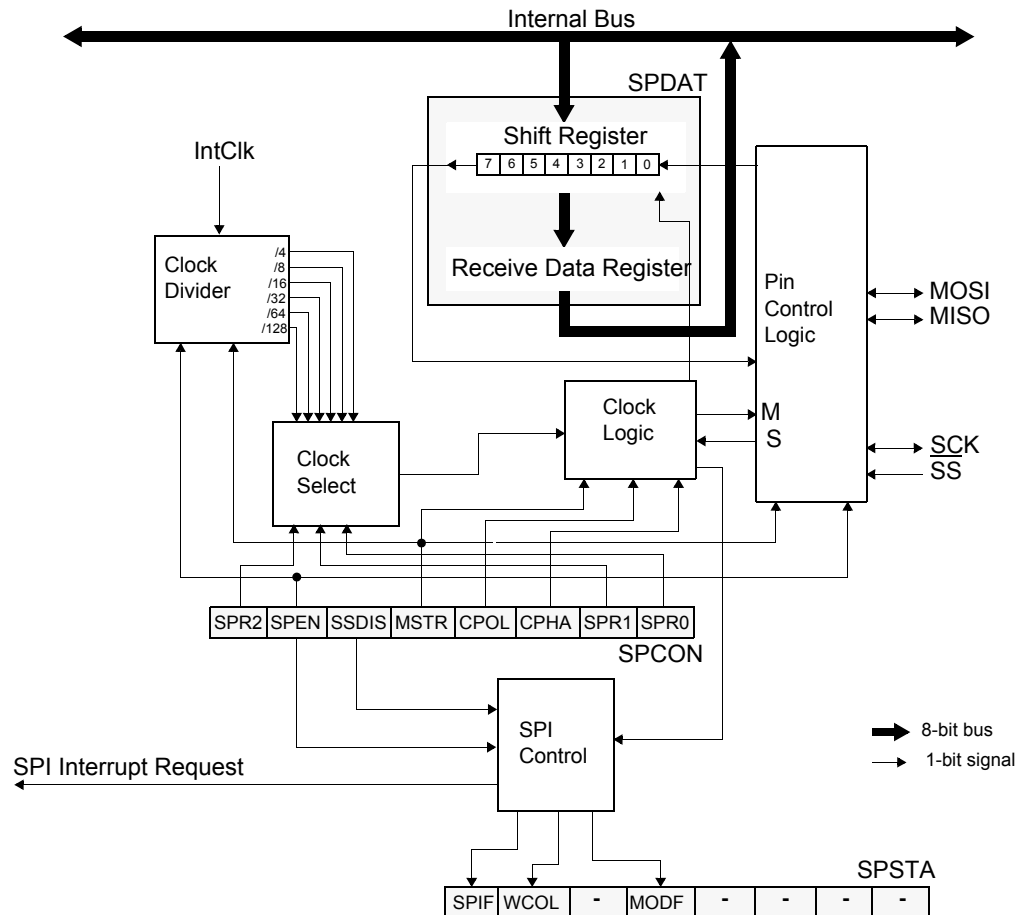 Internal Bus
SPDAT
Shift Register
7 6 5 4 3 2 1 0
IntClk
Clock
Divider
/4
/8
/16
/32
/64
/128
Receive Data Register
Pin
Control
Logic
MOSI
MISO
Clock
Logic
M
S
SCK
SS
Clock
Select
SPR2 SPEN SSDIS MSTR CPOL CPHA SPR1 SPR0
SPCON
SPI
Control
8-bit bus
1-bit signal
SPI Interrupt Request
SPSTA
SPIF WCOL - MODF - - - -